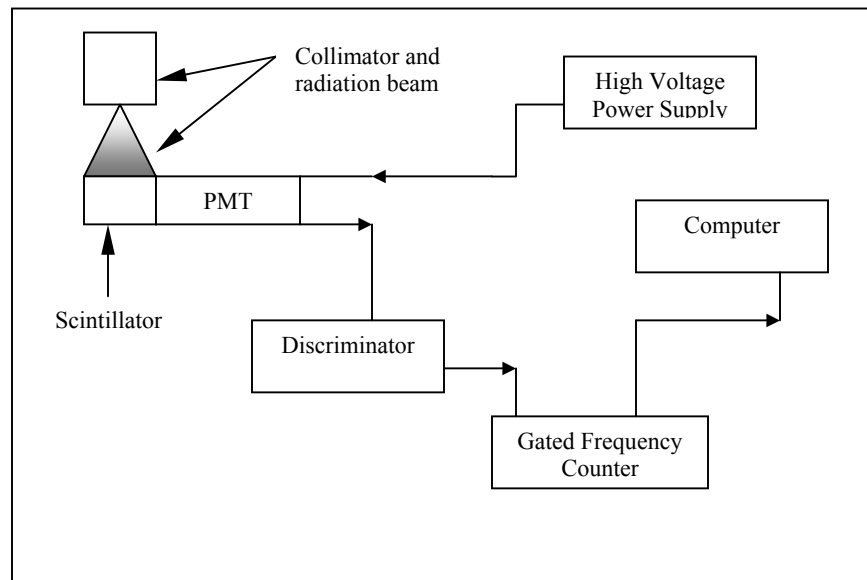 Collimator and
radiation beam
High Voltage
Power Supply
PMT
Computer
Scintillator
Discriminator
Gated Frequency
Counter